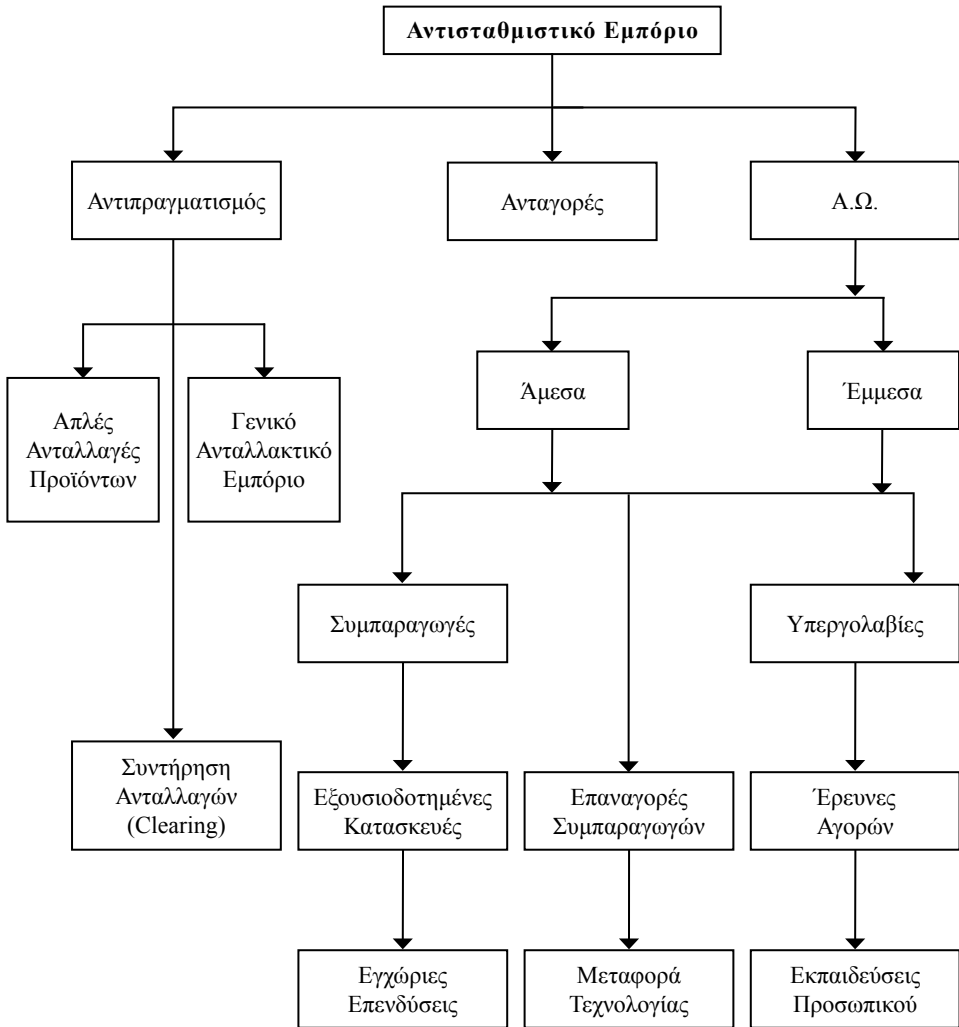 Αντισταθμιστικό Εμπόριο
Αντιπραγματισμός
Ανταγορές
Α.Ω.
Άμεσα
Έμμεσα
Απλές
Ανταλλαγές
Προϊόντων
Γενικό
Ανταλλακτικό
Εμπόριο
Συμπαραγωγές
Υπεργολαβίες
Συντήρηση
Ανταλλαγών
(Clearing)
Εξουσιοδοτημένες
Κατασκευές
Επαναγορές
Συμπαραγωγών
Έρευνες
Αγορών
Εγχώριες
Επενδύσεις
Μεταφορά
Τεχνολογίας
Εκπαιδεύσεις
Προσωπικού